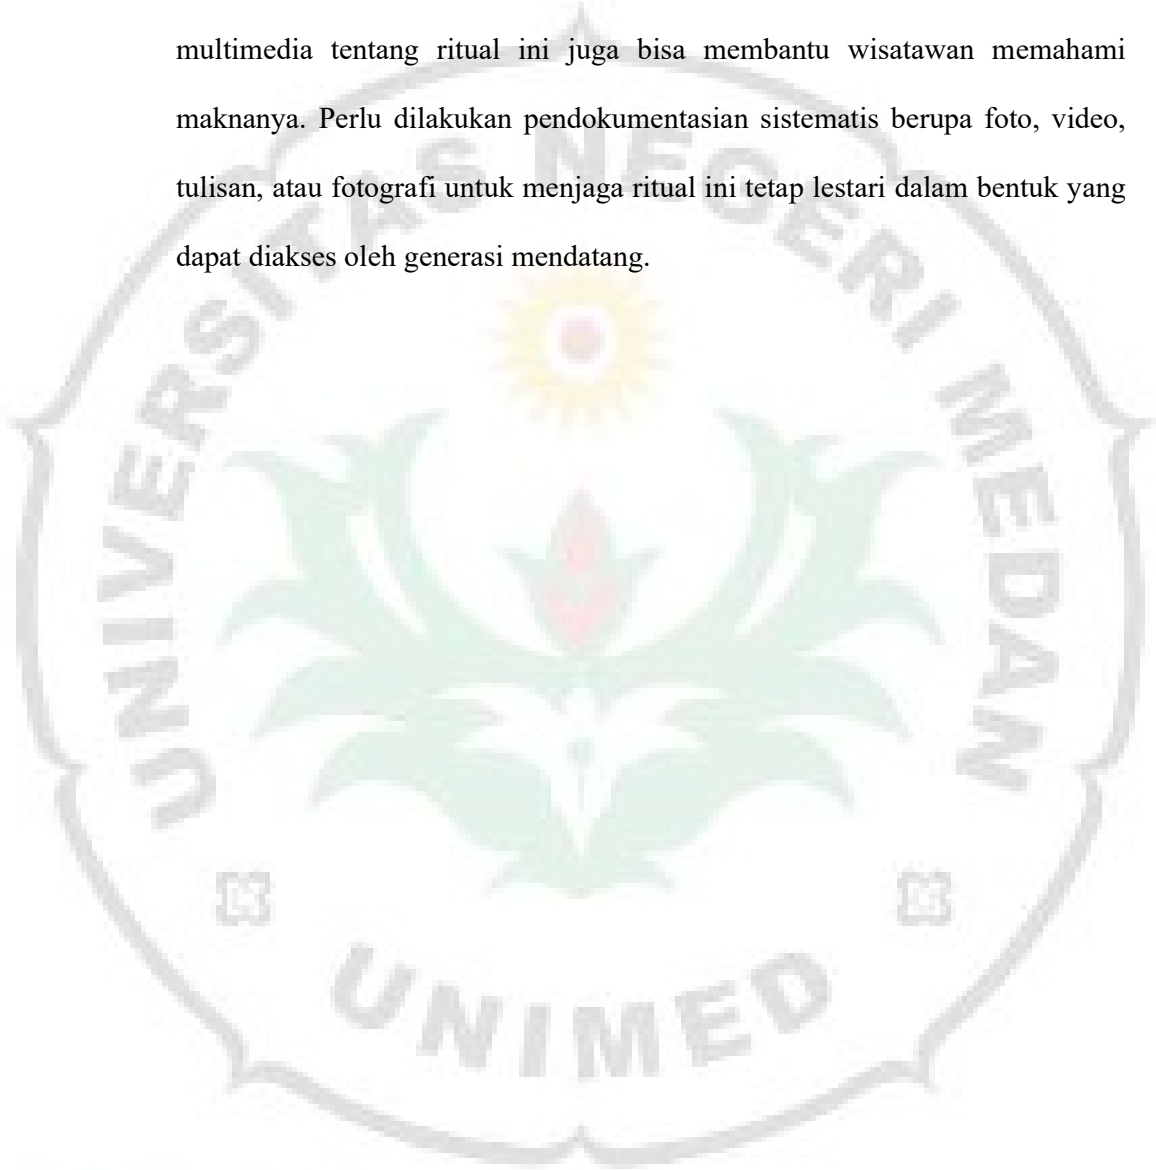 multimedia tentang ritual ini juga bisa membantu wisatawan memahami
maknanya. Perlu dilakukan pendokumentasian sistematis berupa foto, video,
tulisan, atau fotografi untuk menjaga ritual ini tetap lestari dalam bentuk yang
dapat diakses oleh generasi mendatang.
UNIVERSITAS NEGERI MEDAN
UNIMED